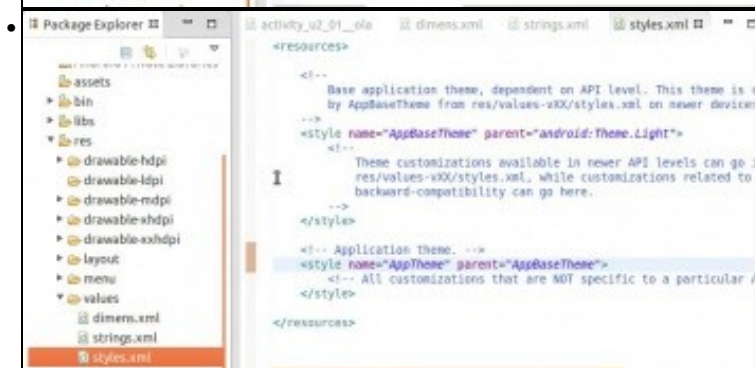 Package Explorer
activity_u2_01__ola
dimens.xml
strings.xml
styles.xml
assets
bin
libs
res
drawable-hdpi
drawable-ldpi
drawable-mdpi
drawable-xhdpi
drawable-xxhdpi
layout
menu
values
dimens.xml
strings.xml
styles.xml
<resources>
<!--
Base application theme, dependent on API level. This theme is
by AppBaseTheme from res/values-vXX/styles.xml on newer device
-->
<style name="AppBaseTheme" parent="android:Theme.Light">
<!--
Theme customizations available in newer API levels can go
res/values-vXX/styles.xml, while customizations related to
backward-compatibility can go here.
-->
</style>
<!-- Application theme. -->
<style name="AppTheme" parent="AppBaseTheme">
<!-- All customizations that are NOT specific to a particular
</style>
</resources>